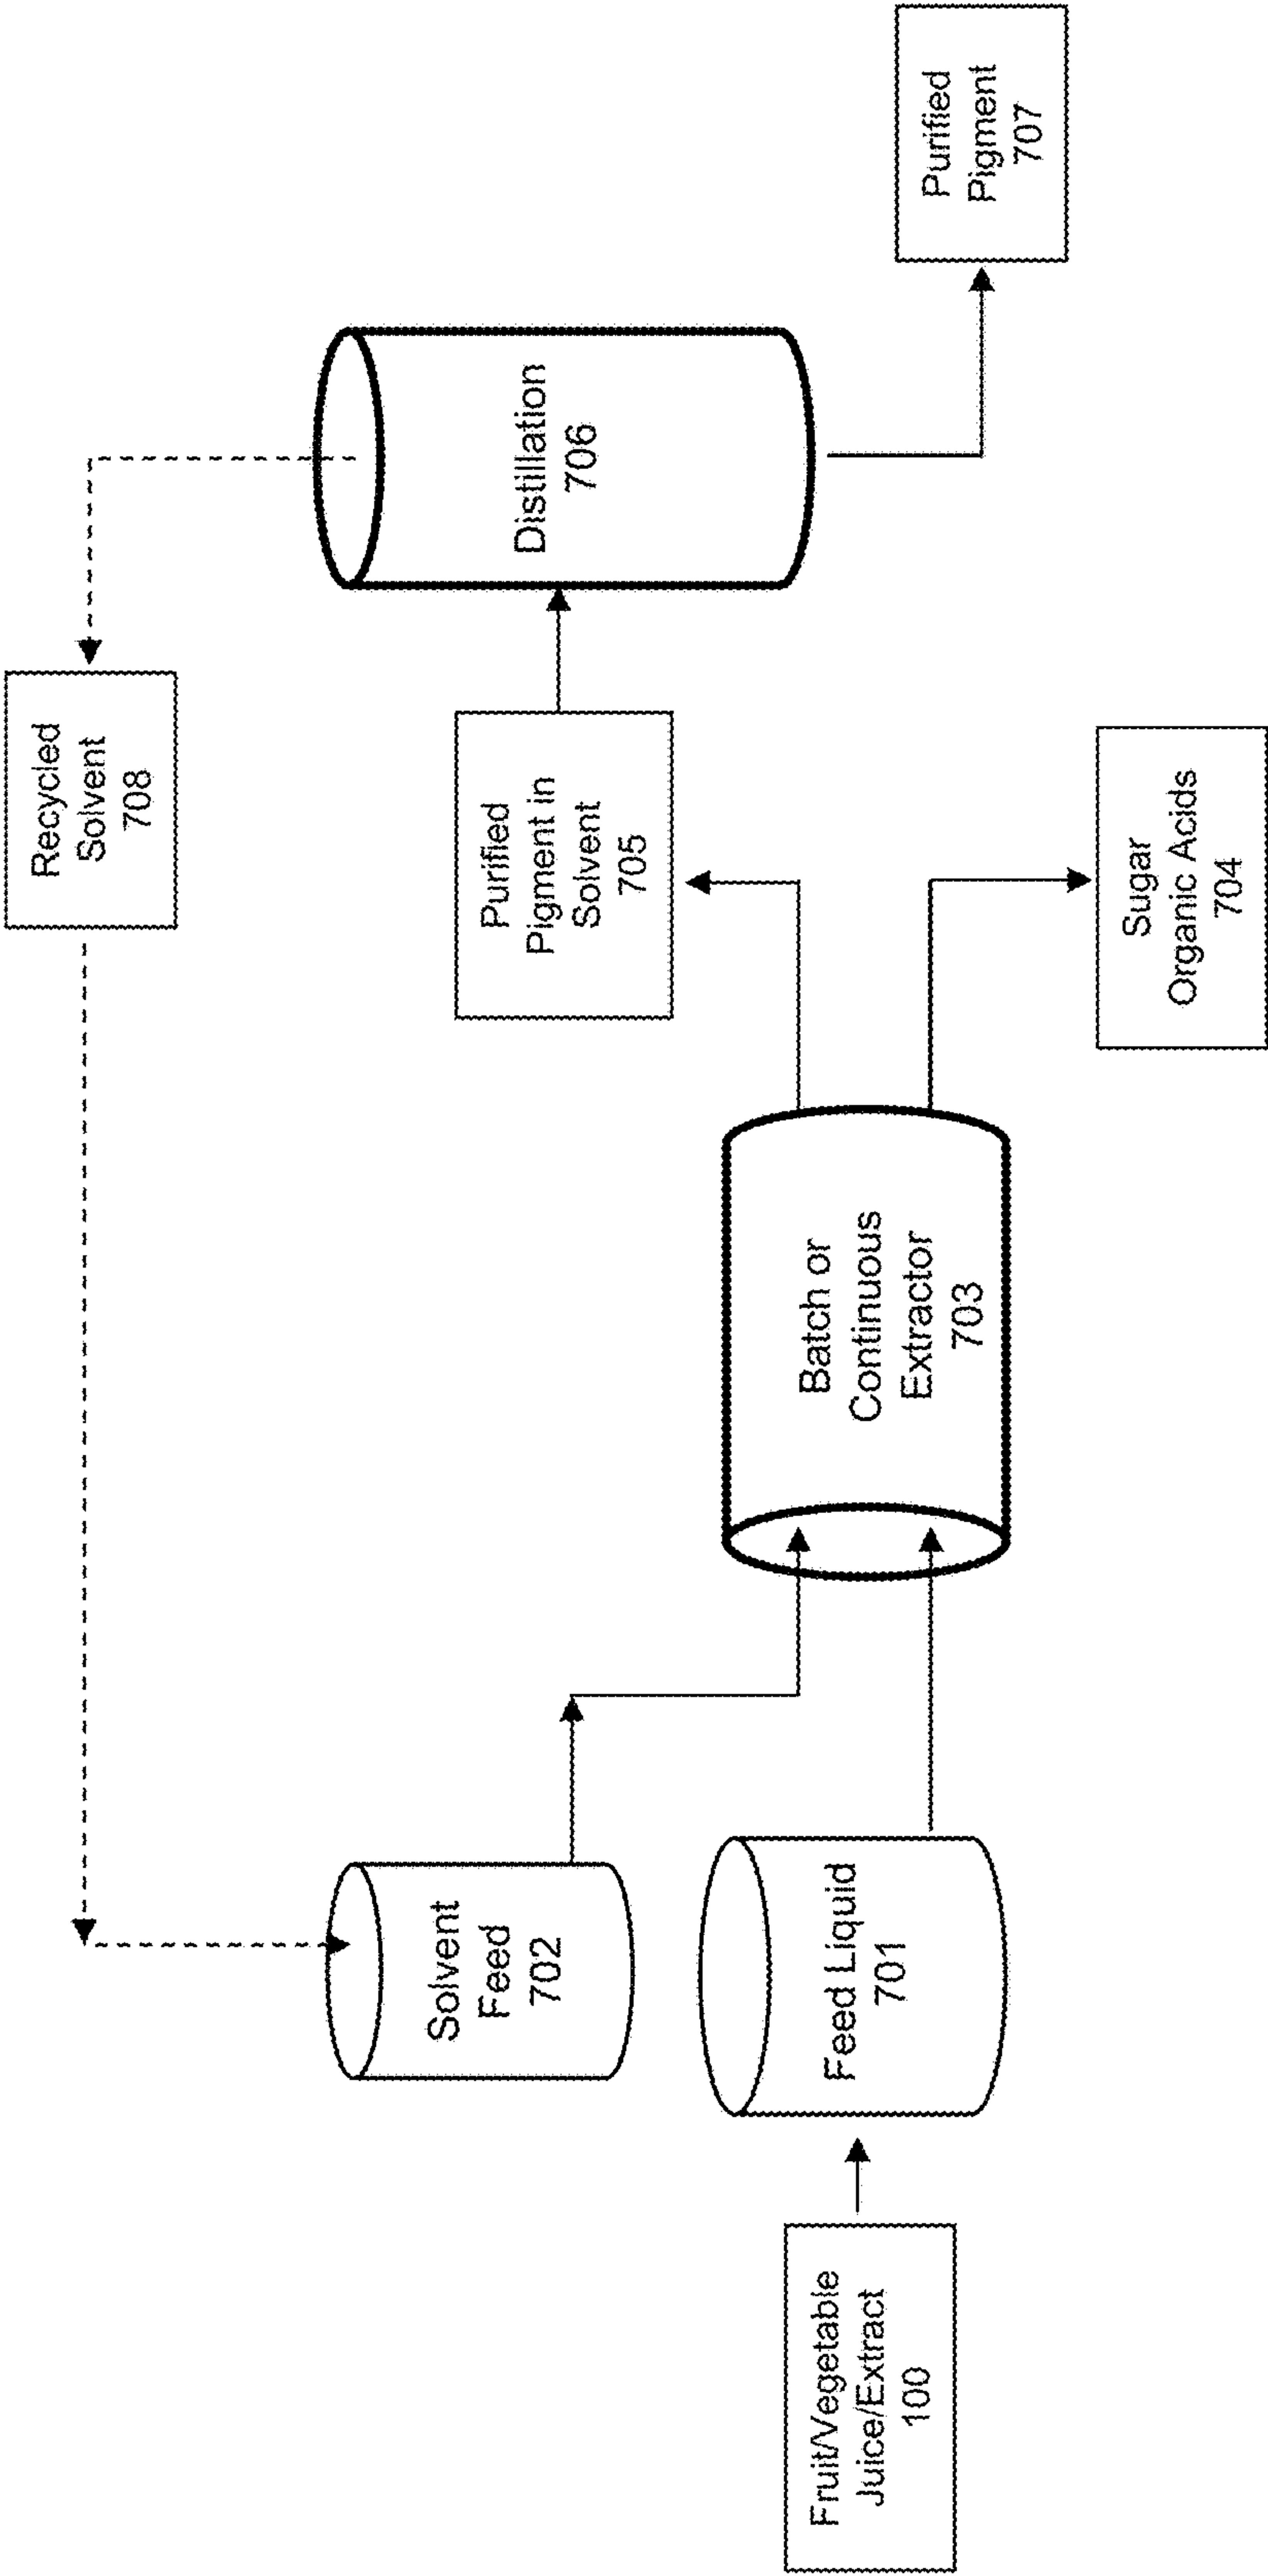 Fruit/Vegetable
Juice/Extract
100
Feed Liquid
701
Solvent
Feed
702
Batch or
Continuous
Extractor
703
Sugar
Organic Acids
704
Purified
Pigment in
Solvent
705
Distillation
706
Purified
Pigment
707
Recycled
Solvent
708